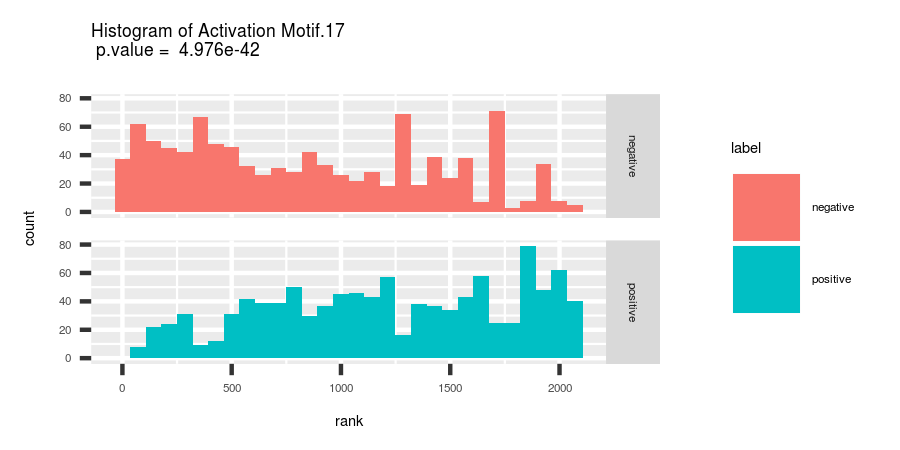 Histogram of Activation Motif.17
p.value = 4.976e-42
80
60
40
20
0
negative
80
60
40
20
0
positive
0 500 1000 1500 2000
rank
count
label
negative
positive